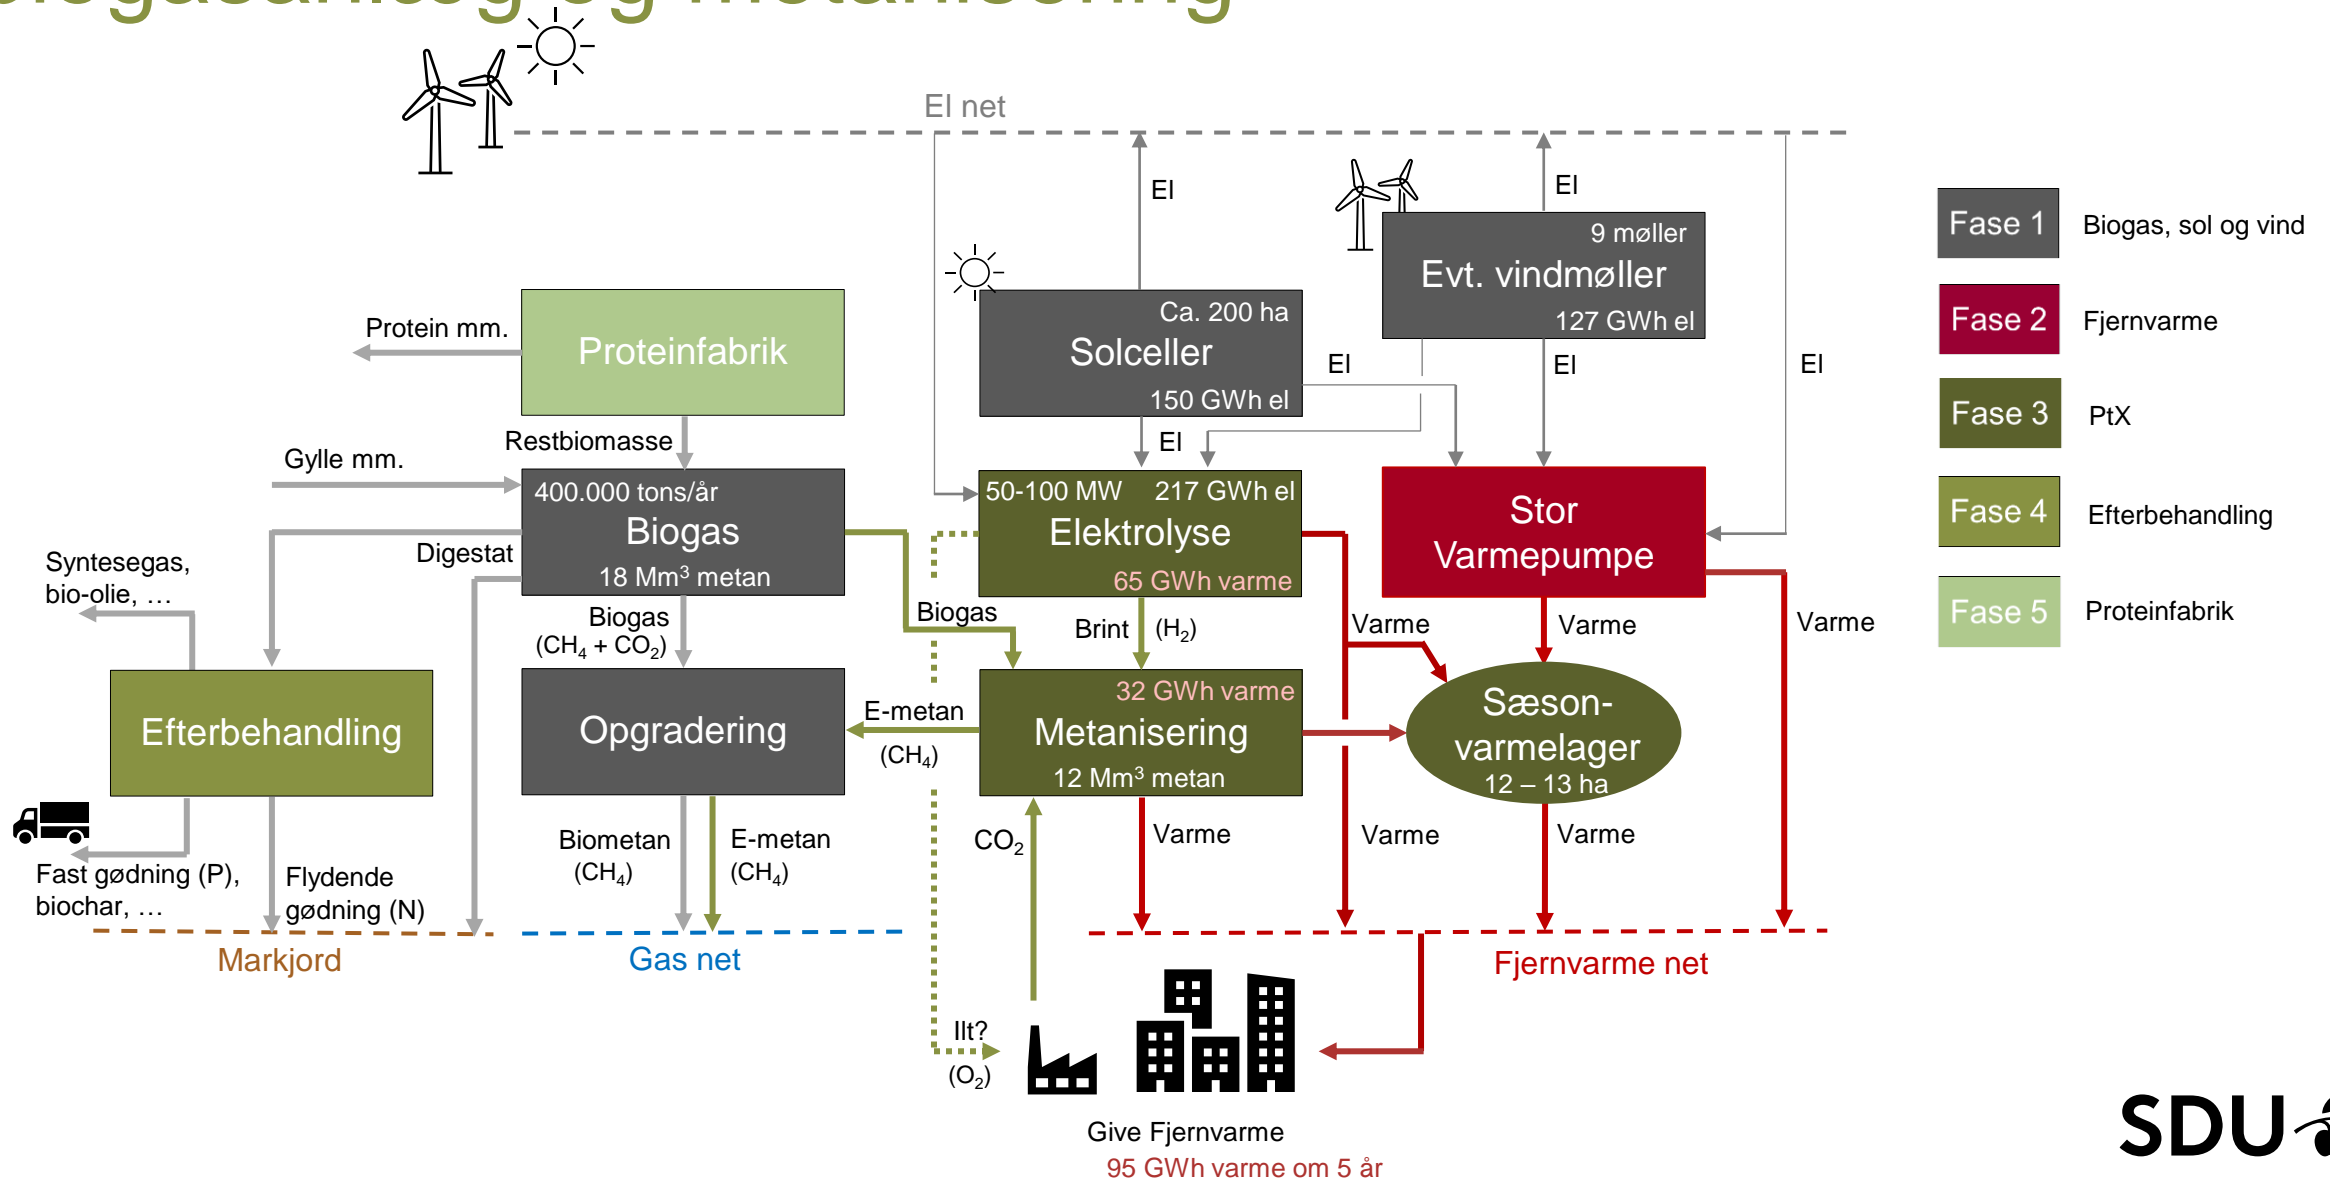 biogasanlæg og metanisering
El net
El
El
9 møller
Evt. vindmøller
127 GWh el
Fase 1
Biogas, sol og vind
Ca. 200 ha
Solceller
150 GWh el
Fase 2
Fjernvarme
Protein mm.
Proteinfabrik
El
El
El
Fase 3
PtX
Restbiomasse
El
Gylle mm.
400.000 tons/år
Biogas
18 Mm³ metan
50-100 MW
217 GWh el
Elektrolyse
65 GWh varme
Stor
Varmepumpe
Fase 4
Efterbehandling
Digestat
Syntesegas,
bio-olie, …
Biogas
(CH₄ + CO₂)
Biogas
Brint
(H₂)
Varme
Varme
Varme
Fase 5
Proteinfabrik
Efterbehandling
Opgradering
E-metan
(CH₄)
32 GWh varme
Metanisering
12 Mm³ metan
Sæson-
varmelager
12 – 13 ha
Fast gødning (P),
biochar, …
Flydende
gødning (N)
Biometan
(CH₄)
E-metan
(CH₄)
CO₂
Varme
Varme
Varme
Markjord
Gas net
Fjernvarme net
Ilt?
(O₂)
Give Fjernvarme
95 GWh varme om 5 år
SDU